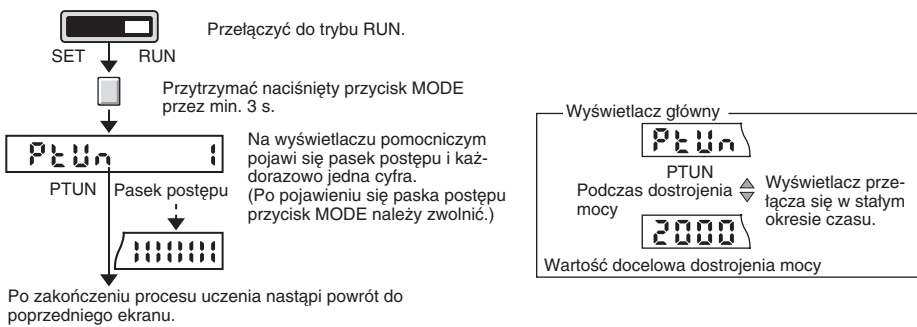 Przełączyć do trybu RUN.
SET RUN
Przytrzymać naciśnięty przycisk MODE
przez min. 3 s.
PtUn 1
Na wyświetlaczu pomocniczym
pojawi się pasek postępu i każ-
dorazowo jedna cyfra.
(Po pojawieniu się paska postępu
przycisk MODE należy zwolnić.)
PTUN Pasek postępu
Po zakończeniu procesu uczenia nastąpi powrót do
poprzedniego ekranu.
Wyświetlacz główny
PtUn
PTUN
Podczas dostrojenia
mocy
Wyświetlacz prze-
łącza się w stałym
okresie czasu.
2000
Wartość docelowa dostrojenia mocy